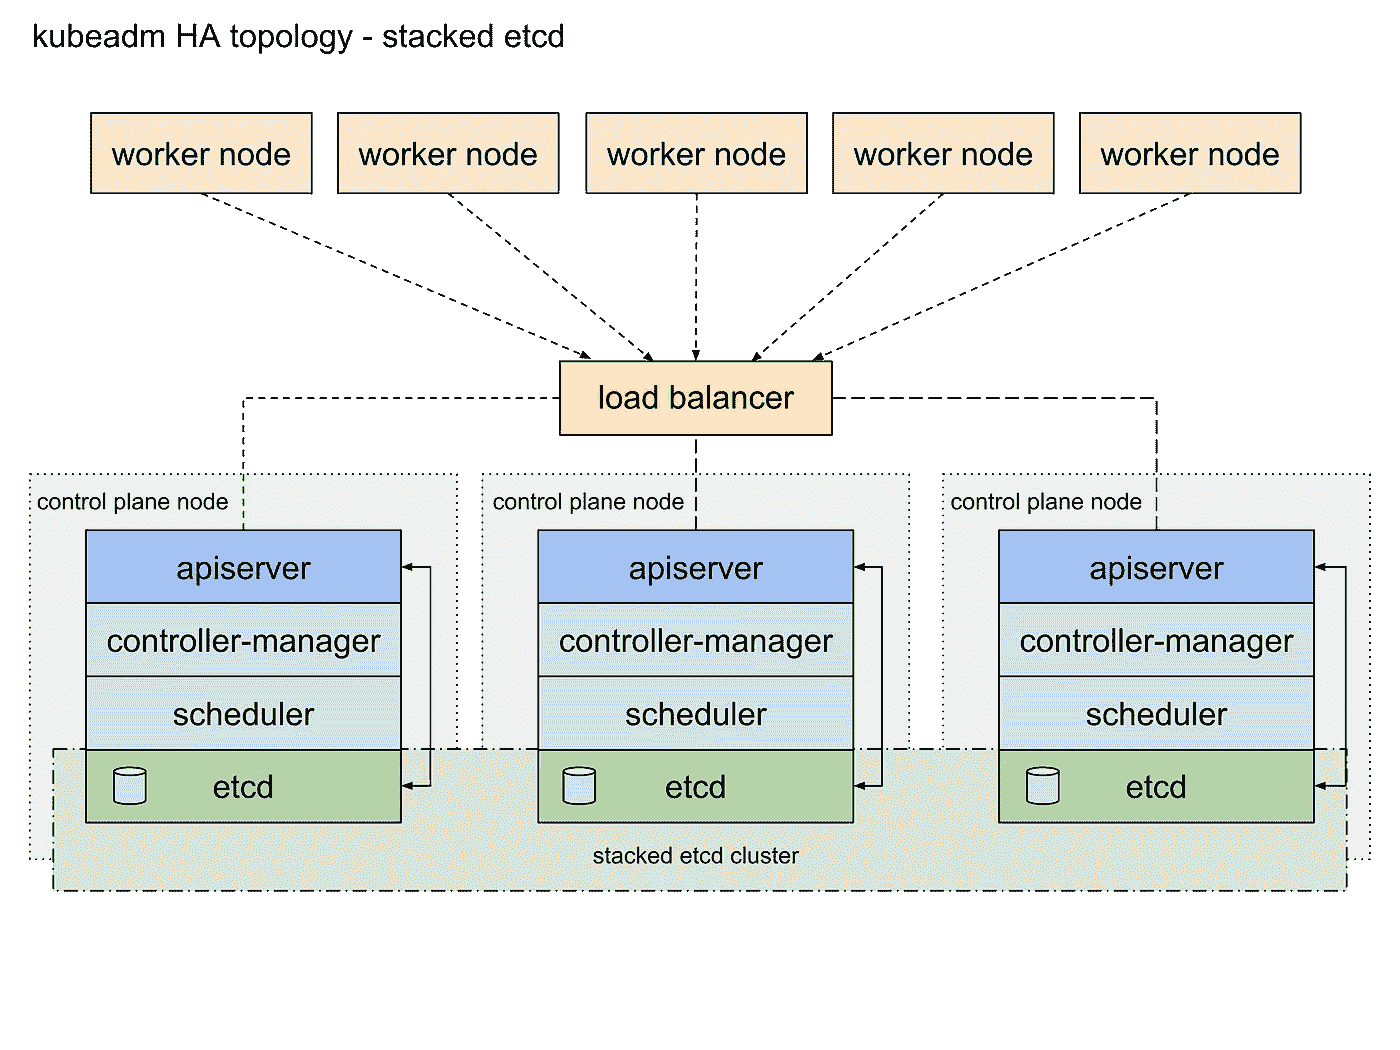 kubeadm HA topology - stacked etcd
worker node
worker node
worker node
worker node
worker node
load balancer
control plane node
control plane node
control plane node
apiserver
apiserver
apiserver
controller-manager
controller-manager
controller-manager
scheduler
scheduler
scheduler
etcd
etcd
etcd
stacked etcd cluster